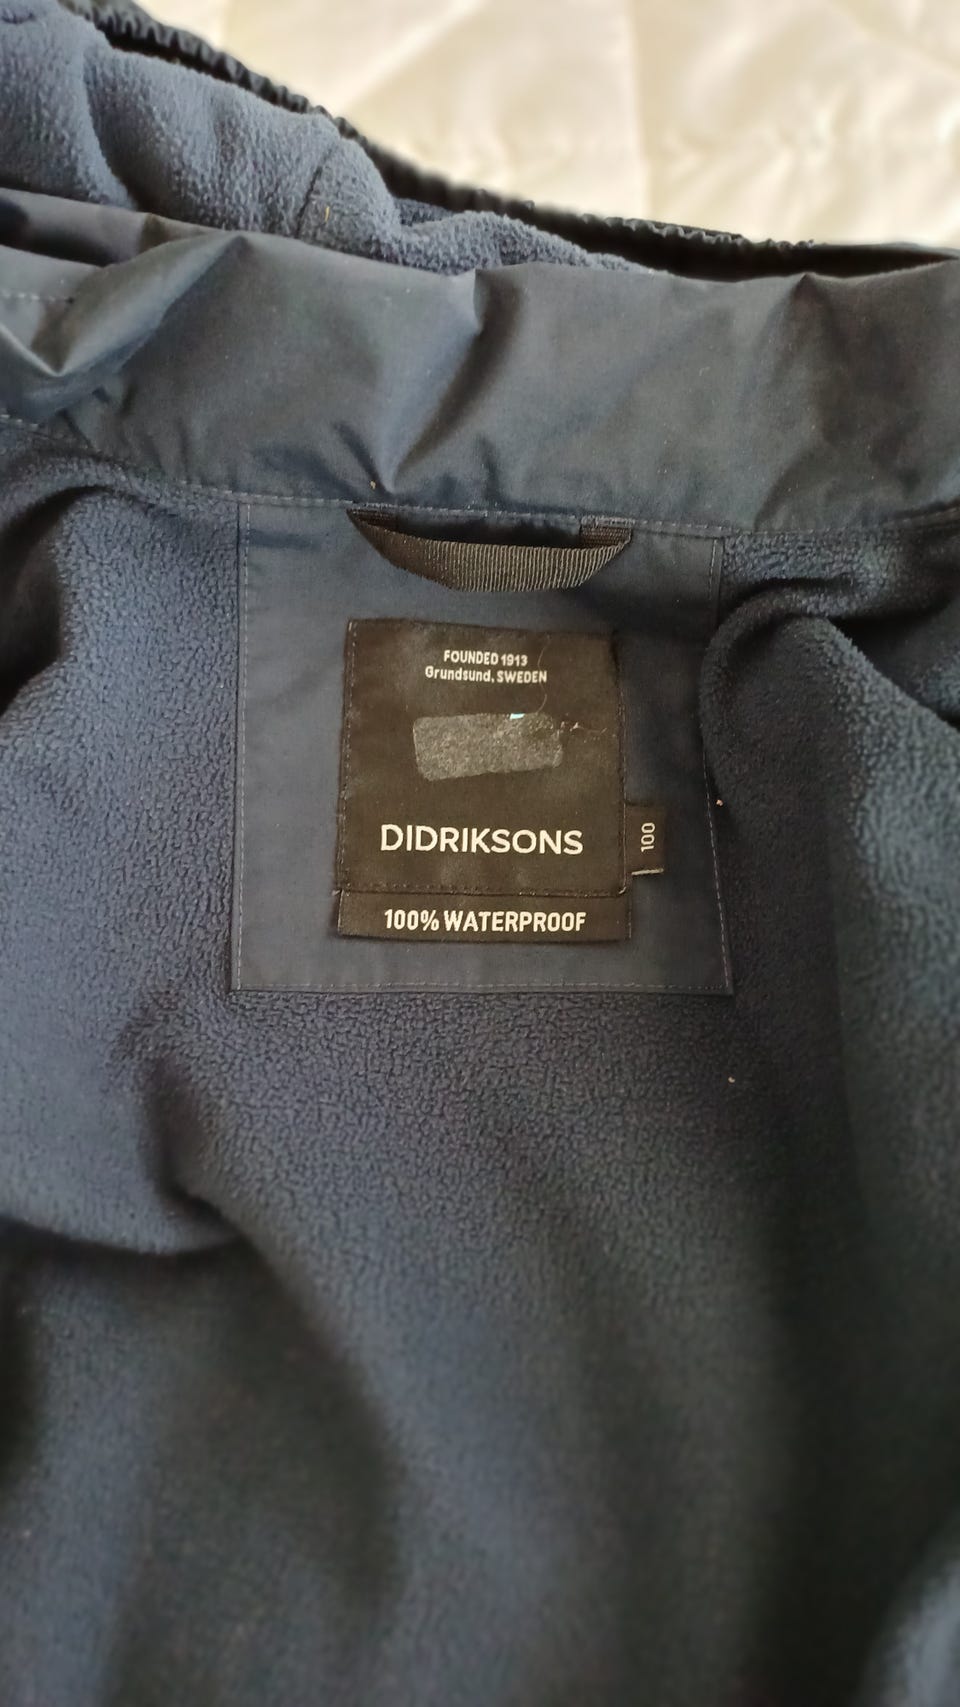 FOUNDED 1913
Grundsund, SWEDEN
DIDRIKSONS
100
100% WATERPROOF